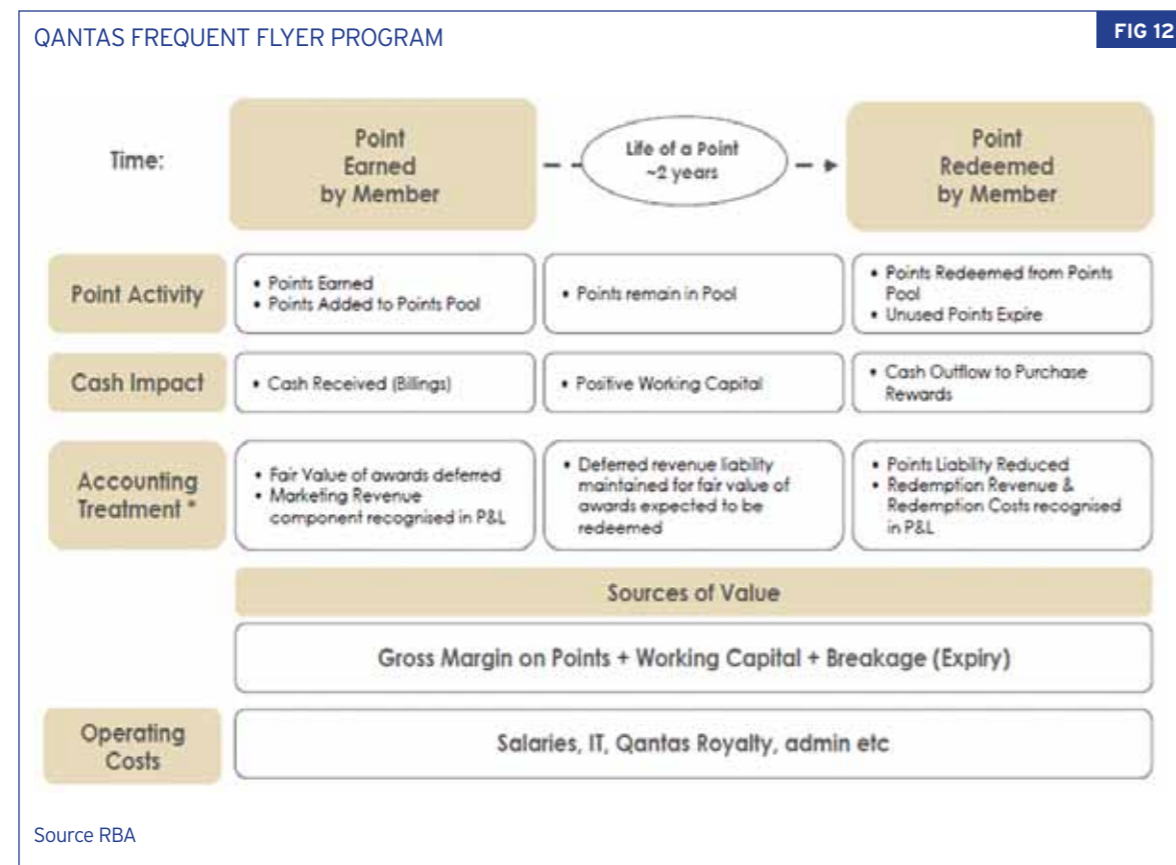 QANTAS FREQUENT FLYER PROGRAM
FIG 12
Time:
Point
Earned
by Member
Life of a Point
~2 years
Point
Redeemed
by Member
Point Activity
• Points Earned
• Points Added to Points Pool
• Points remain in Pool
• Points Redeemed from Points
Pool
• Unused Points Expire
Cash Impact
• Cash Received (Billings)
• Positive Working Capital
• Cash Outflow to Purchase
Rewards
Accounting
Treatment *
• Fair Value of awards deferred
• Marketing Revenue
component recognised in P&L
• Deferred revenue liability
maintained for fair value of
awards expected to be
redeemed
• Points Liability Reduced
• Redemption Revenue &
Redemption Costs recognised
in P&L
Sources of Value
Gross Margin on Points + Working Capital + Breakage (Expiry)
Operating
Costs
Salaries, IT, Qantas Royalty, admin etc
Source RBA